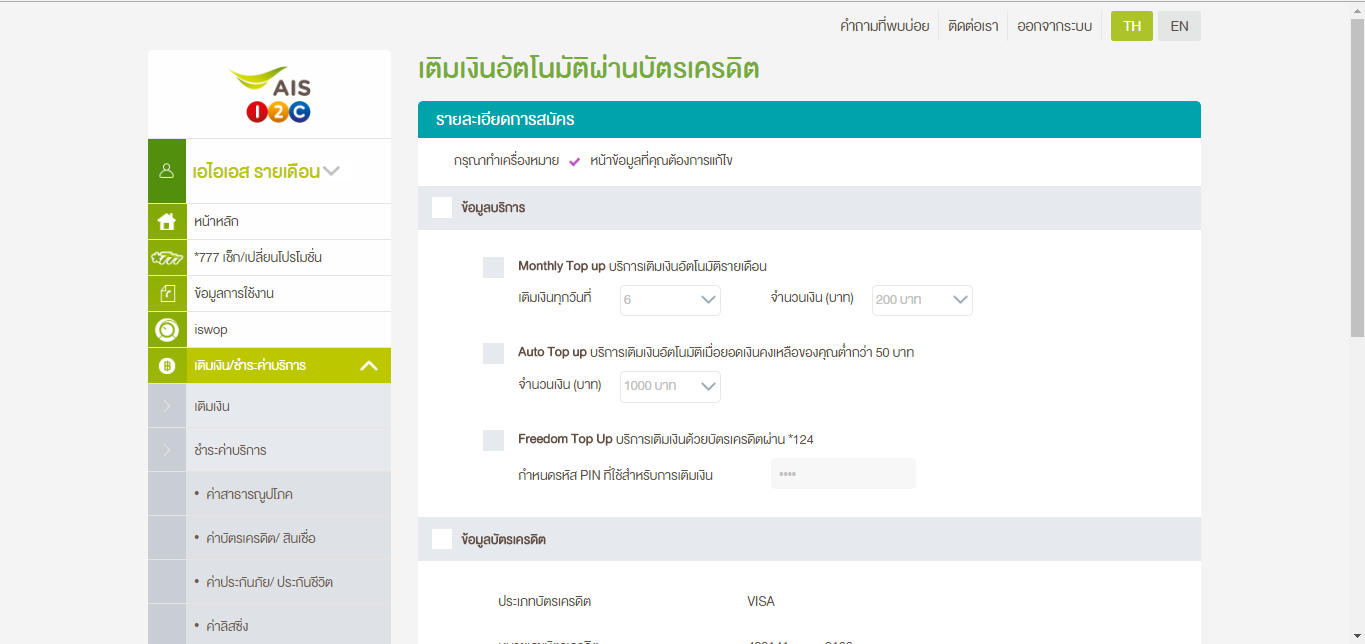 คำถามที่พบบ่อย ติดต่อเรา ออกจากระบบ TH EN
AIS
12C
เอไอเอส รายเดือน
หน้าหลัก
*777 เช็ก/เปลี่ยนโปรโมชั่น
ข้อมูลการใช้งาน
iswop
เติมเงิน/ชำระค่าบริการ
เติมเงิน
ชำระค่าบริการ
• ค่าสาธารณูปโภค
• ค่าบัตรเครดิต/ สินเชื่อ
• ค่าประกันภัย/ ประกันชีวิต
• ค่าลิสซิ่ง
เติมเงินอัตโนมัติผ่านบัตรเครดิต
รายละเอียดการสมัคร
กรุณาทำเครื่องหมาย ✓ หน้าข้อมูลที่คุณต้องการแก้ไข
ข้อมูลบริการ
Monthly Top up บริการเติมเงินอัตโนมัติรายเดือน
เติมเงินทุกวันที่ 6 จำนวนเงิน (บาท) 200 บาท
Auto Top up บริการเติมเงินอัตโนมัติเมื่อยอดเงินคงเหลือของคุณต่ำกว่า 50 บาท
จำนวนเงิน (บาท) 1000 บาท
Freedom Top Up บริการเติมเงินด้วยบัตรเครดิตผ่าน *124
กำหนดรหัส PIN ที่ใช้สำหรับการเติมเงิน ••••
ข้อมูลบัตรเครดิต
ประเภทบัตรเครดิต VISA